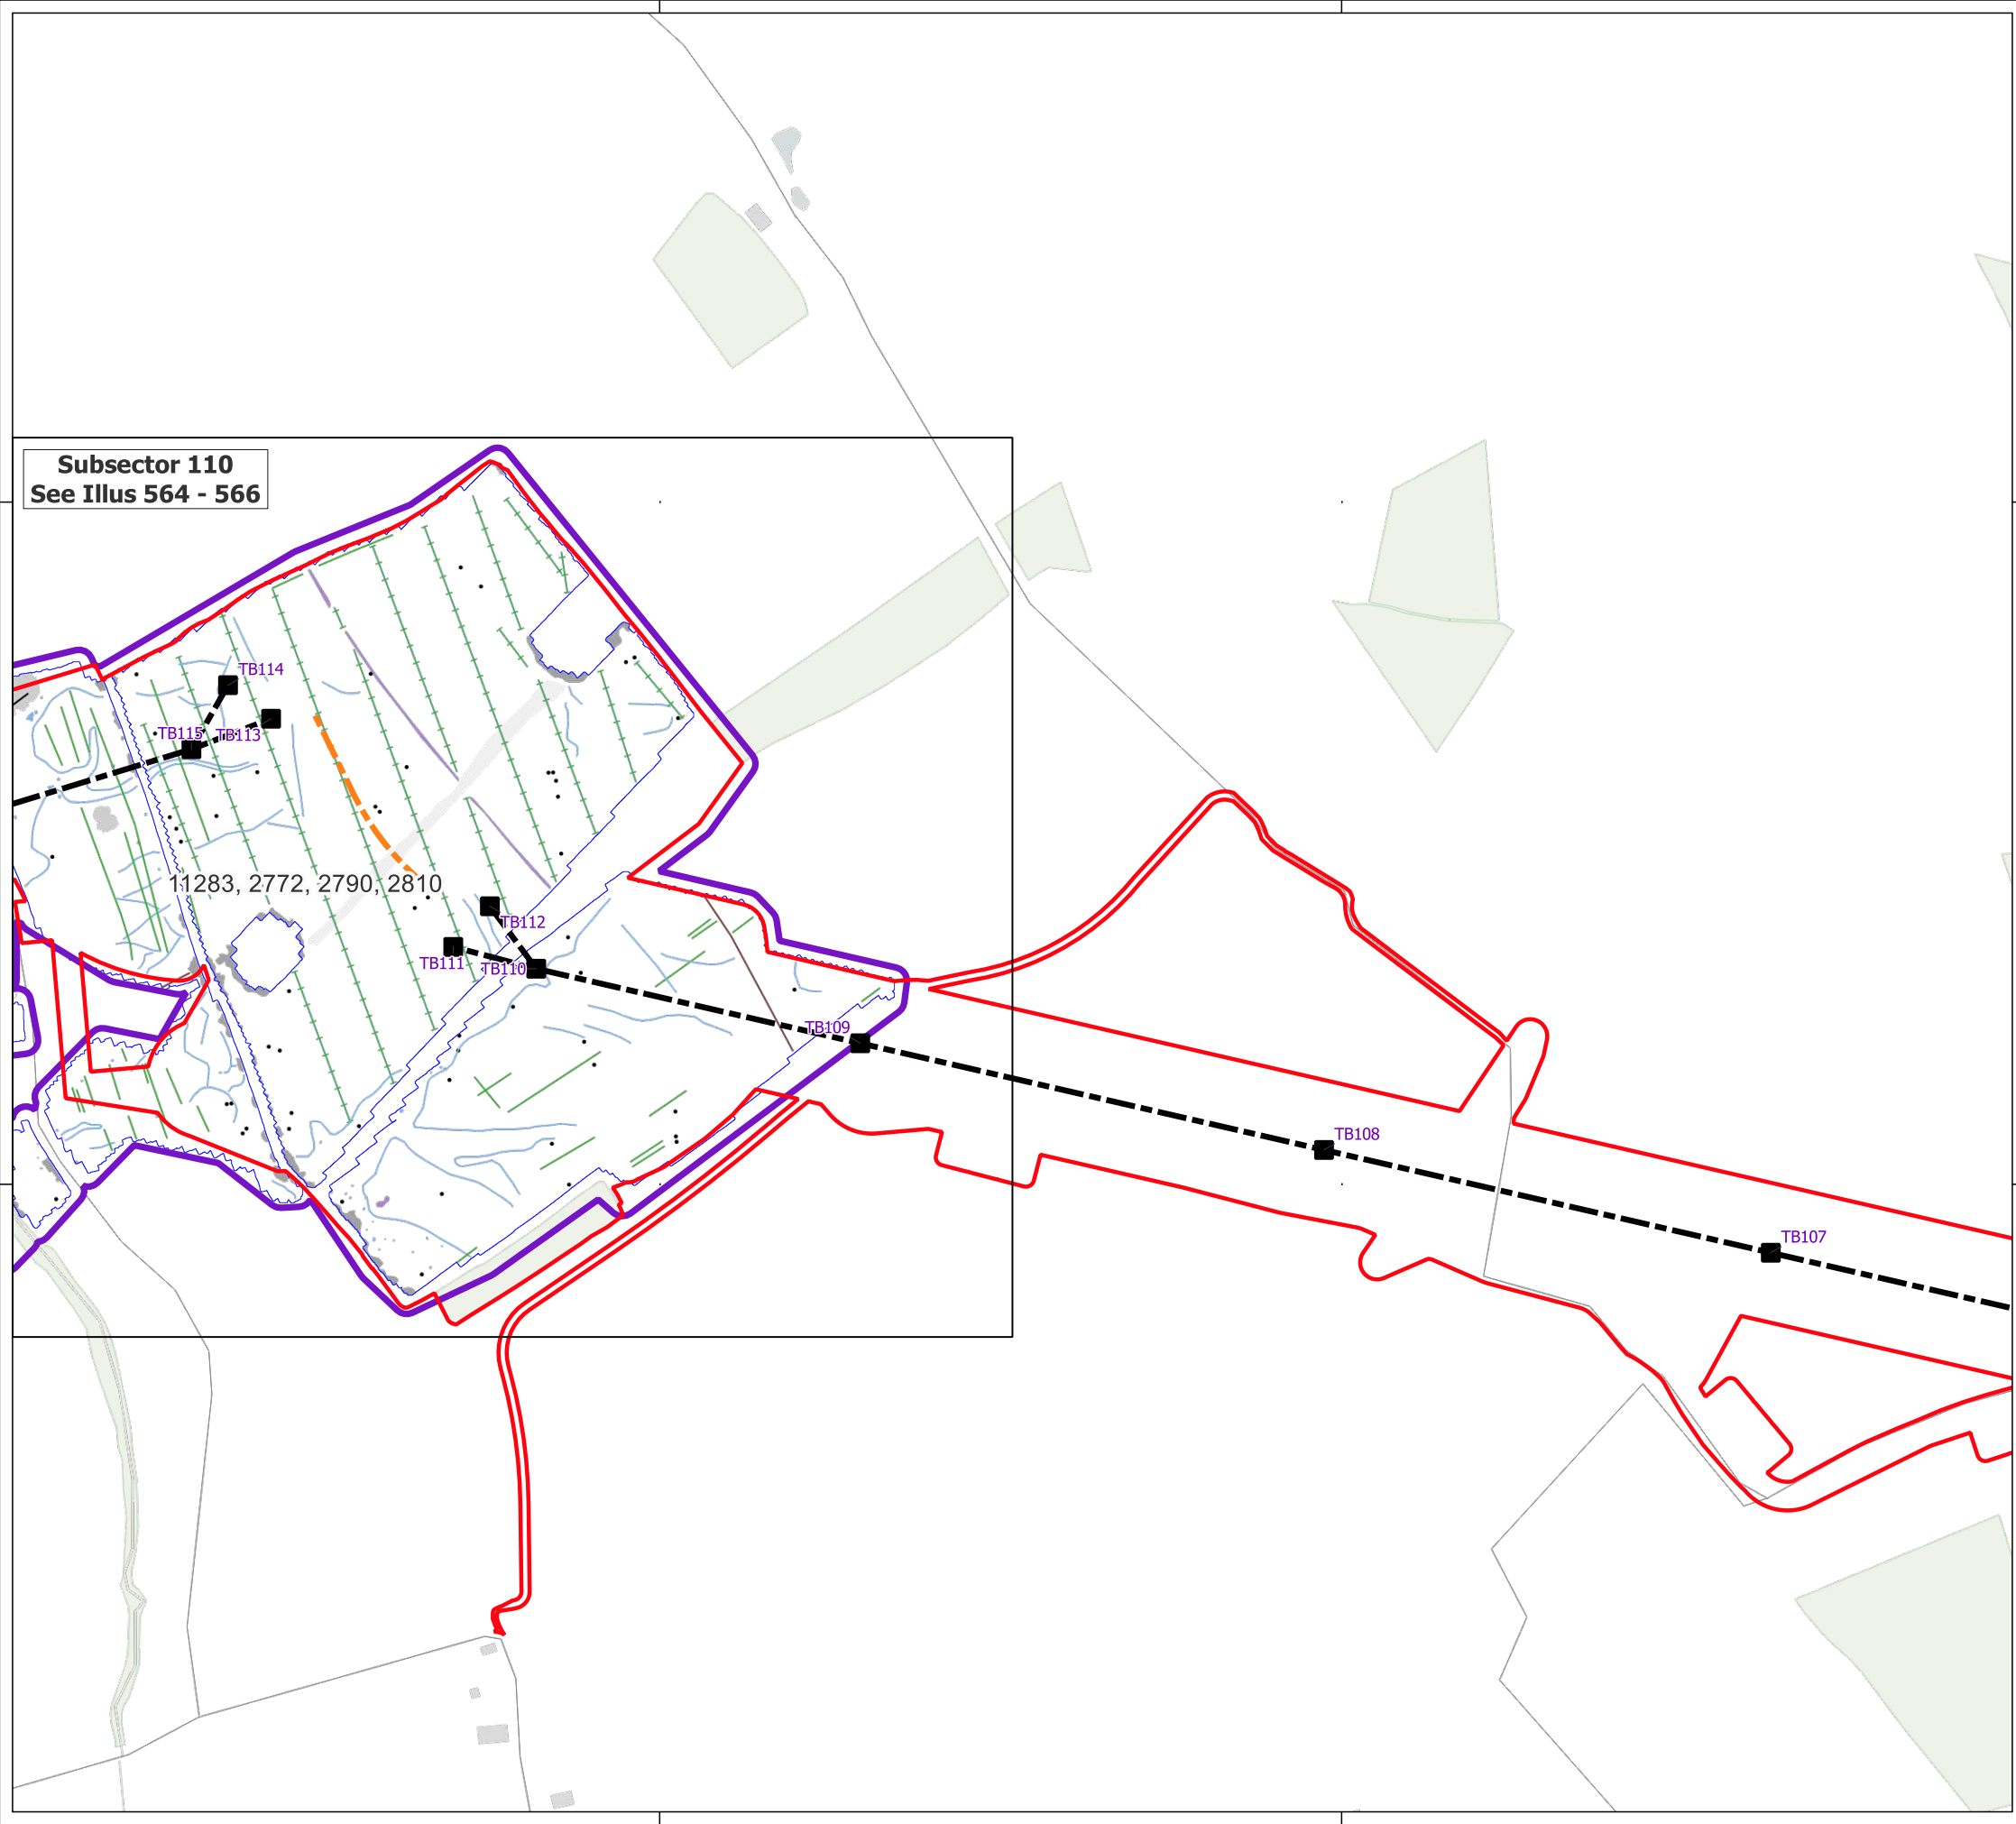 Subsector 110
See Illus 564 - 566
TB114
TB115
TB113
11283, 2772, 2790, 2810
TB112
TB111
TB110
TB109
TB108
TB107